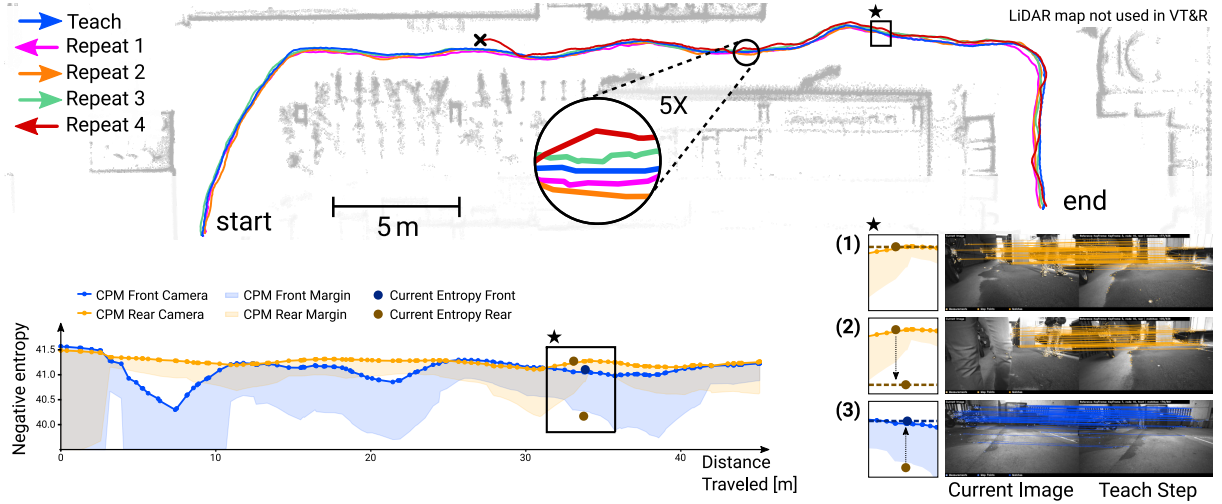 Teach
Repeat 1
Repeat 2
Repeat 3
Repeat 4
LiDAR map not used in VT&R
5X
start
5 m
end
CPM Front Camera
CPM Front Margin
Current Entropy Front
CPM Rear Camera
CPM Rear Margin
Current Entropy Rear
Negative entropy
41.5
41.0
40.5
40.0
0
10
20
30
40
Distance
Traveled [m]
(1)
(2)
(3)
Current Image
Teach Step